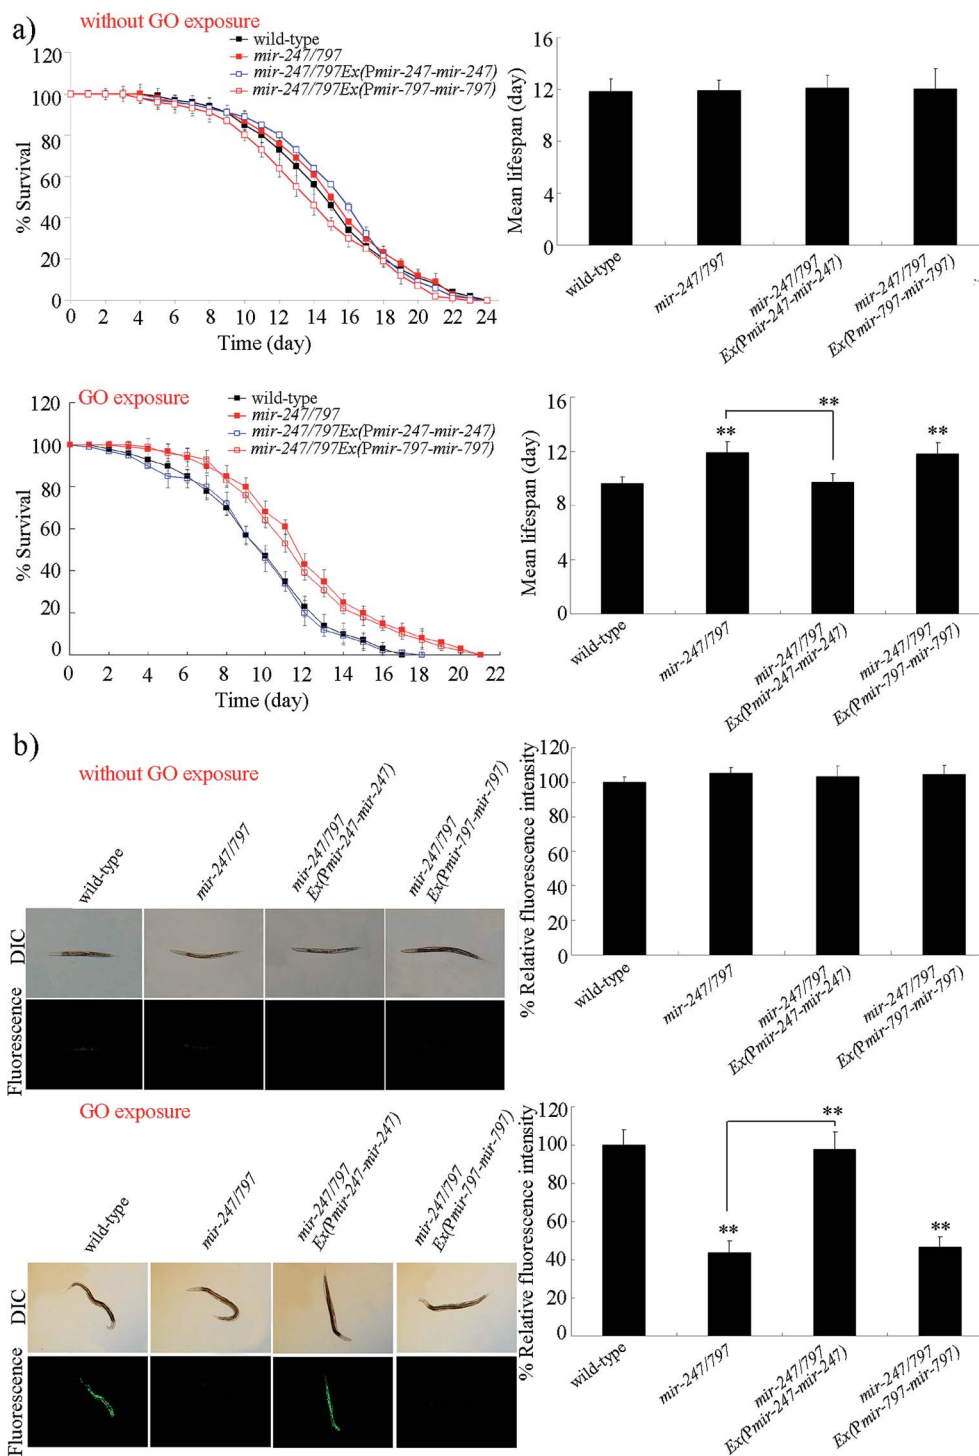 a)
without GO exposure
wild-type
mir-247/797
mir-247/797Ex(Pmir-247-mir-247)
mir-247/797Ex(Pmir-797-mir-797)
% Survival
120
100
80
60
40
20
0
0 2 4 6 8 10 12 14 16 18 20 22 24
Time (day)
Mean lifespan (day)
16
12
8
4
0
wild-type
mir-247/797
mir-247/797
Ex(Pmir-247-mir-247)
mir-247/797
Ex(Pmir-797-mir-797)
GO exposure
wild-type
mir-247/797
mir-247/797Ex(Pmir-247-mir-247)
mir-247/797Ex(Pmir-797-mir-797)
% Survival
120
100
80
60
40
20
0
0 2 4 6 8 10 12 14 16 18 20 22
Time (day)
Mean lifespan (day)
16
12
8
4
0
**
**
**
wild-type
mir-247/797
mir-247/797
Ex(Pmir-247-mir-247)
mir-247/797
Ex(Pmir-797-mir-797)
b)
without GO exposure
wild-type
mir-247/797
mir-247/797
Ex(Pmir-247-mir-247)
mir-247/797
Ex(Pmir-797-mir-797)
DIC
Fluorescence
% Relative fluorescence intensity
120
100
80
60
40
20
0
wild-type
mir-247/797
mir-247/797
Ex(Pmir-247-mir-247)
mir-247/797
Ex(Pmir-797-mir-797)
GO exposure
wild-type
mir-247/797
mir-247/797
Ex(Pmir-247-mir-247)
mir-247/797
Ex(Pmir-797-mir-797)
DIC
Fluorescence
% Relative fluorescence intensity
120
100
80
60
40
20
0
**
**
**
wild-type
mir-247/797
mir-247/797
Ex(Pmir-247-mir-247)
mir-247/797
Ex(Pmir-797-mir-797)